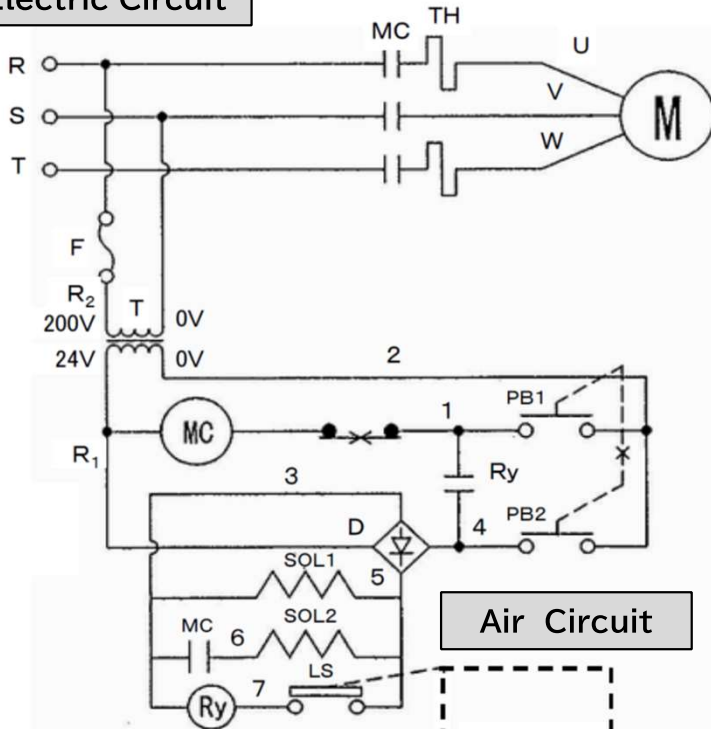 Electric Circuit
TH
MC
U
R
V
S
M
W
T
F
R2
T
200V
0V
24V
0V
2
PB1
1
MC
R1
Ry
3
PB2
4
D
SOL1
5
MC
SOL2
6
Air Circuit
LS
7
Ry